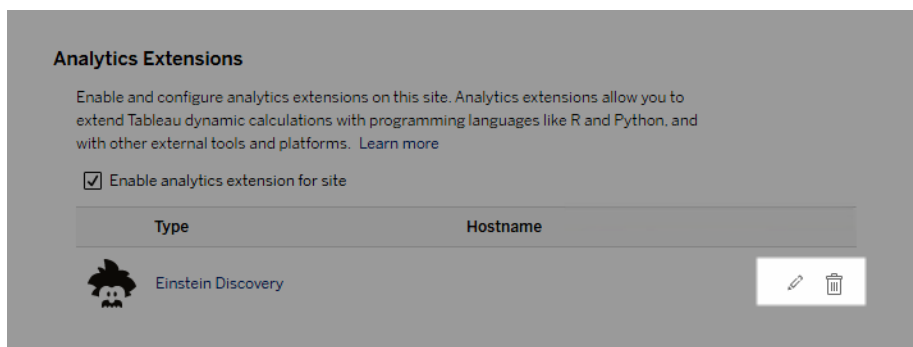 Analytics Extensions
Enable and configure analytics extensions on this site. Analytics extensions allow you to
extend Tableau dynamic calculations with programming languages like R and Python, and
with other external tools and platforms. Learn more
Enable analytics extension for site
Type Hostname
Einstein Discovery